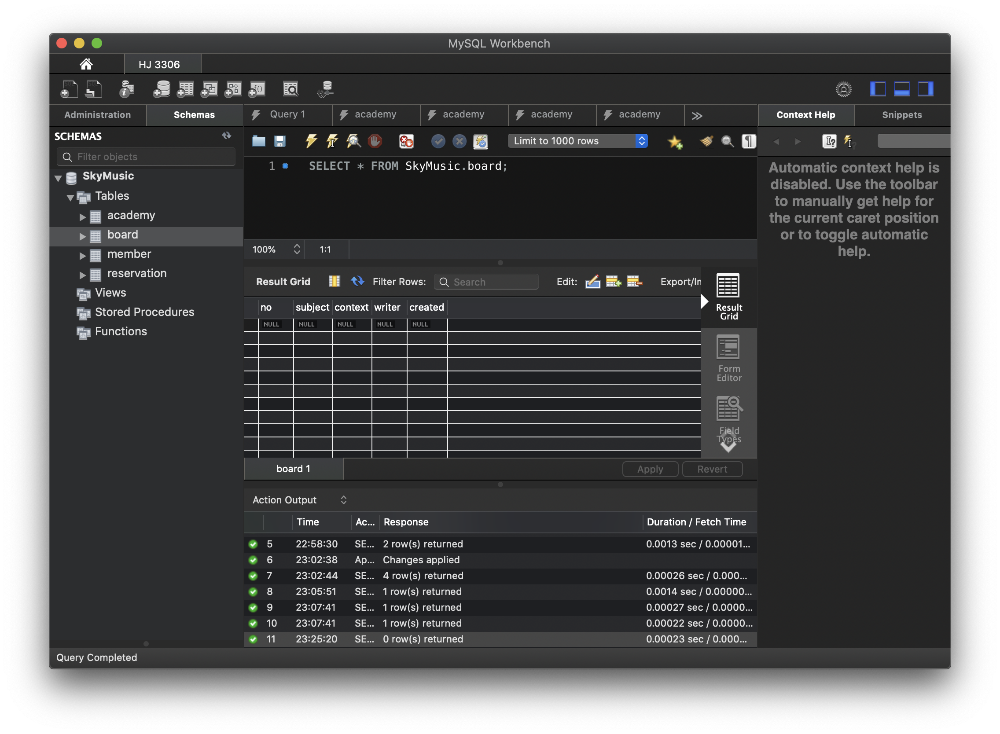 MySQL Workbench
HJ 3306
Administration
Schemas
Query 1
academy
academy
academy
academy
Context Help
Snippets
SCHEMAS
Filter objects
SkyMusic
Tables
academy
board
member
reservation
Views
Stored Procedures
Functions
Limit to 1000 rows
1 SELECT * FROM SkyMusic.board;
100%
1:1
Automatic context help is
disabled. Use the toolbar
to manually get help for
the current caret position
or to toggle automatic
help.
Result Grid
Filter Rows:
Search
Edit:
Export/Im
no subject context writer created
NULL NULL NULL NULL NULL
Result
Grid
Form
Editor
Field
Types
board 1
Apply
Revert
Action Output
Time Ac... Response Duration / Fetch Time
5 22:58:30 SE... 2 row(s) returned 0.0013 sec / 0.00001...
6 23:02:38 Ap... Changes applied
7 23:02:44 SE... 4 row(s) returned 0.00026 sec / 0.000...
8 23:05:51 SE... 1 row(s) returned 0.0014 sec / 0.00000...
9 23:07:41 SE... 1 row(s) returned 0.00027 sec / 0.0000...
10 23:07:41 SE... 1 row(s) returned 0.00022 sec / 0.0000...
11 23:25:20 SE... 0 row(s) returned 0.00023 sec / 0.000...
Query Completed